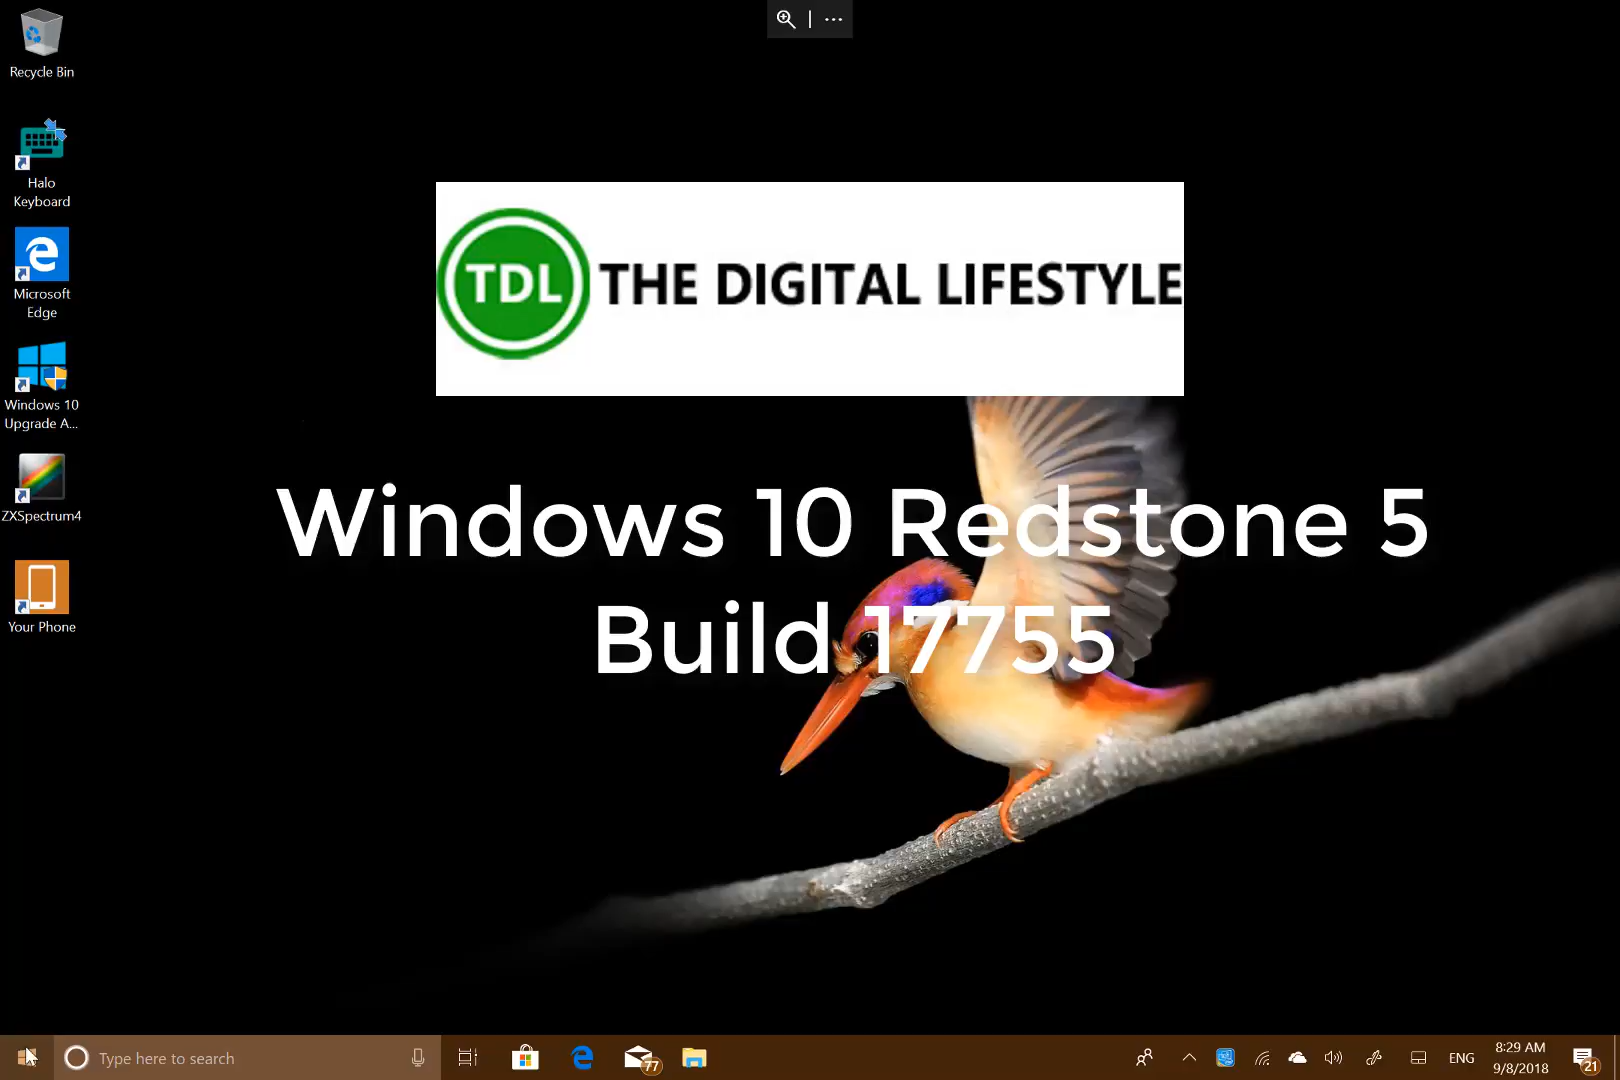 Recycle Bin
Halo
Keyboard
Microsoft
Edge
Windows 10
Upgrade A...
ZXSpectrum4
Your Phone
TDL THE DIGITAL LIFESTYLE
Windows 10 Redstone 5
Build 17755
Type here to search
77
ENG
8:29 AM
9/8/2018
21